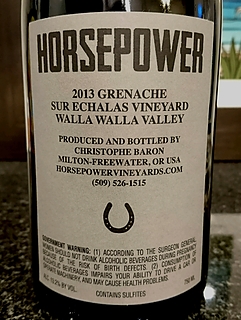 HORSEPOWER
2013 GRENACHE
SUR ECHALAS VINEYARD
WALLA WALLA VALLEY
PRODUCED AND BOTTLED BY
CHRISTOPHE BARON
MILTON-FREEWATER, OR USA
HORSEPOWERVINEYARDS.COM
(509) 526-1515
GOVERNMENT WARNING: (1) ACCORDING TO THE SURGEON GENERAL,
WOMEN SHOULD NOT DRINK ALCOHOLIC BEVERAGES DURING PREGNANCY
BECAUSE OF THE RISK OF BIRTH DEFECTS. (2) CONSUMPTION OF
ALCOHOLIC BEVERAGES IMPAIRS YOUR ABILITY TO DRIVE A CAR OR
OPERATE MACHINERY, AND MAY CAUSE HEALTH PROBLEMS.
BY VOL. 750 ML
CONTAINS SULFITES